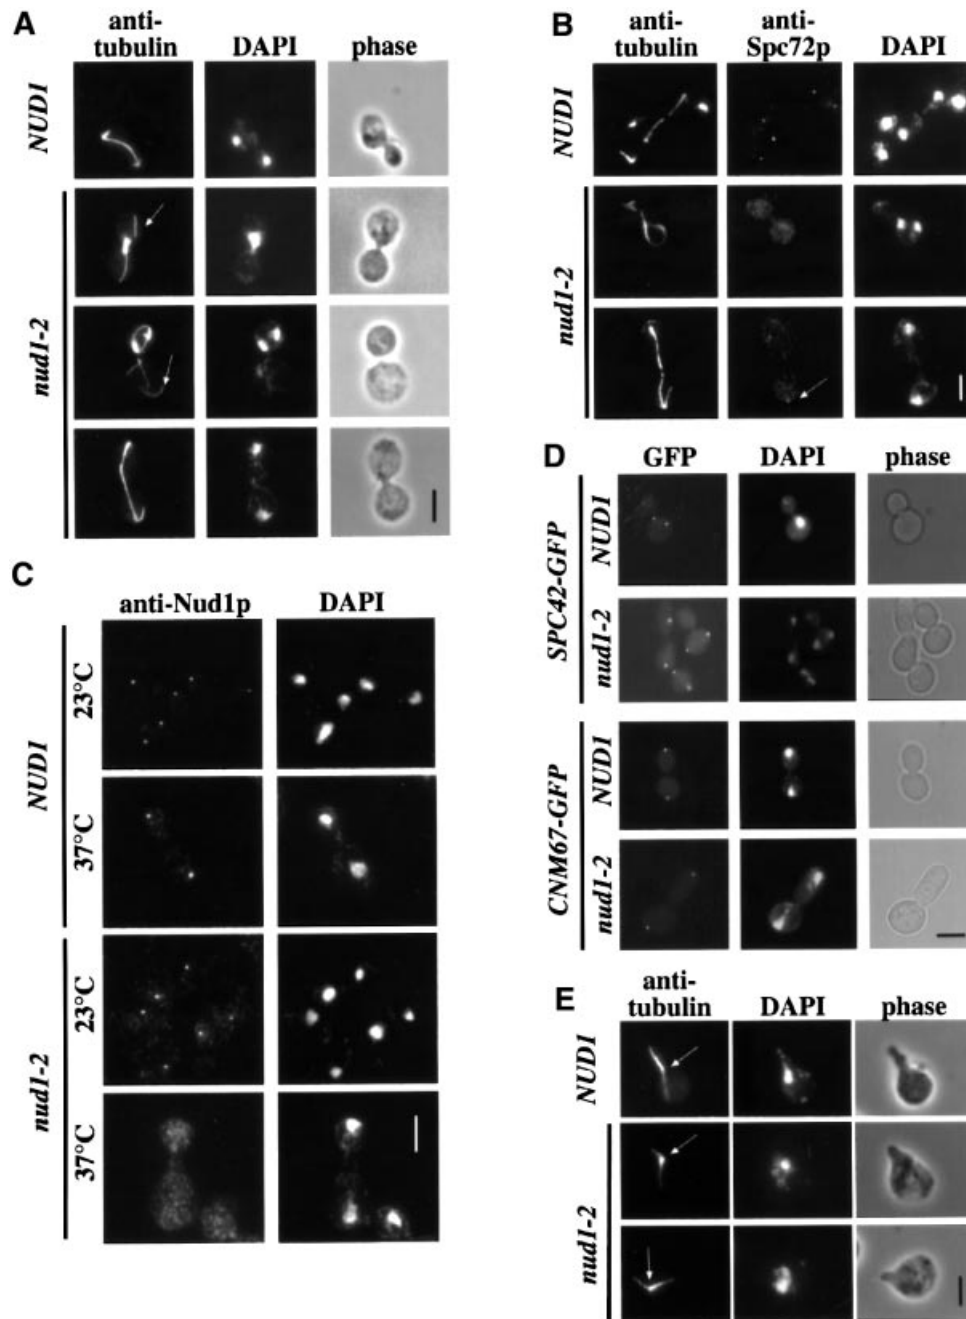 A
anti-
tubulin DAPI phase
NUD1
nud1-2
B
anti- anti-
tubulin Spc72p DAPI
NUD1
nud1-2
C
anti-Nud1p DAPI
NUD1
23°C
37°C
nud1-2
23°C
37°C
D
GFP DAPI phase
SPC42-GFP
NUD1
nud1-2
CNM67-GFP
NUD1
nud1-2
E
anti-
tubulin DAPI phase
NUD1
nud1-2